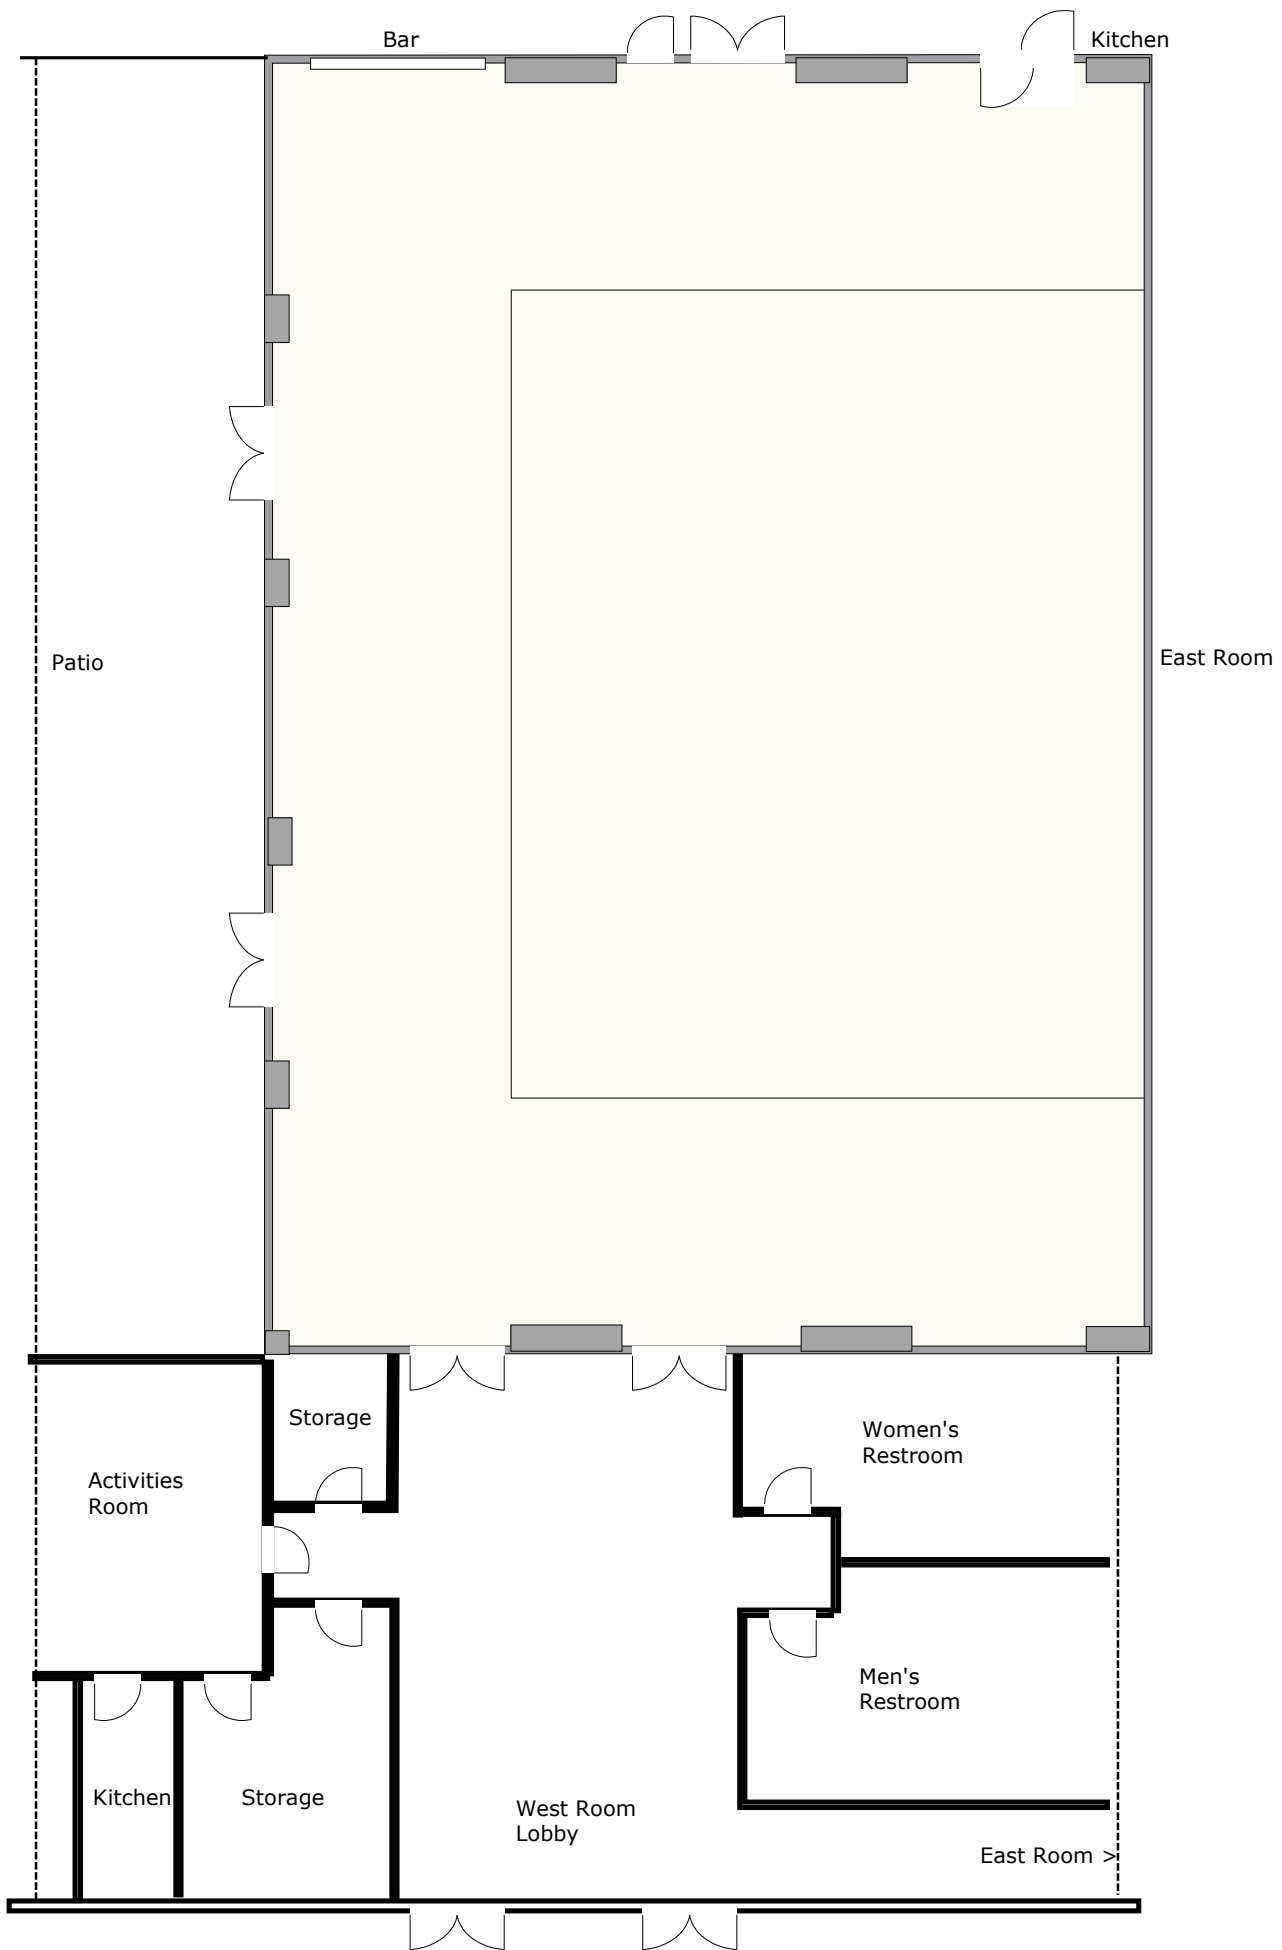 Bar
Kitchen
Patio
East Room
Storage
Women's
Restroom
Activities
Room
Men's
Restroom
Kitchen
Storage
West Room
Lobby
East Room >